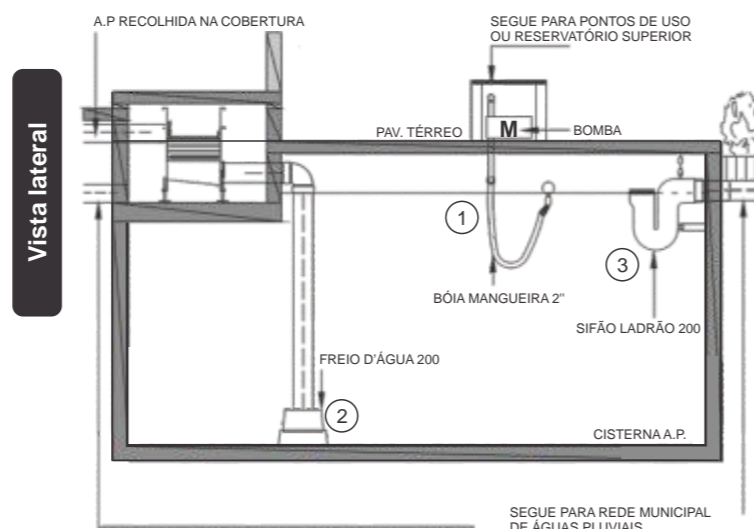 A.P RECOLHIDA NA COBERTURA
SEGUE PARA PONTOS DE USO
OU RESERVATÓRIO SUPERIOR
Vista lateral
PAV. TÉRREO
M
BOMBA
1
3
BÓIA MANGUEIRA 2"
SIFÃO LADRÃO 200
FREIO D'ÁGUA 200
2
CISTERNA A.P.
SEGUE PARA REDE MUNICIPAL
DE ÁGUAS PLUVIAIS